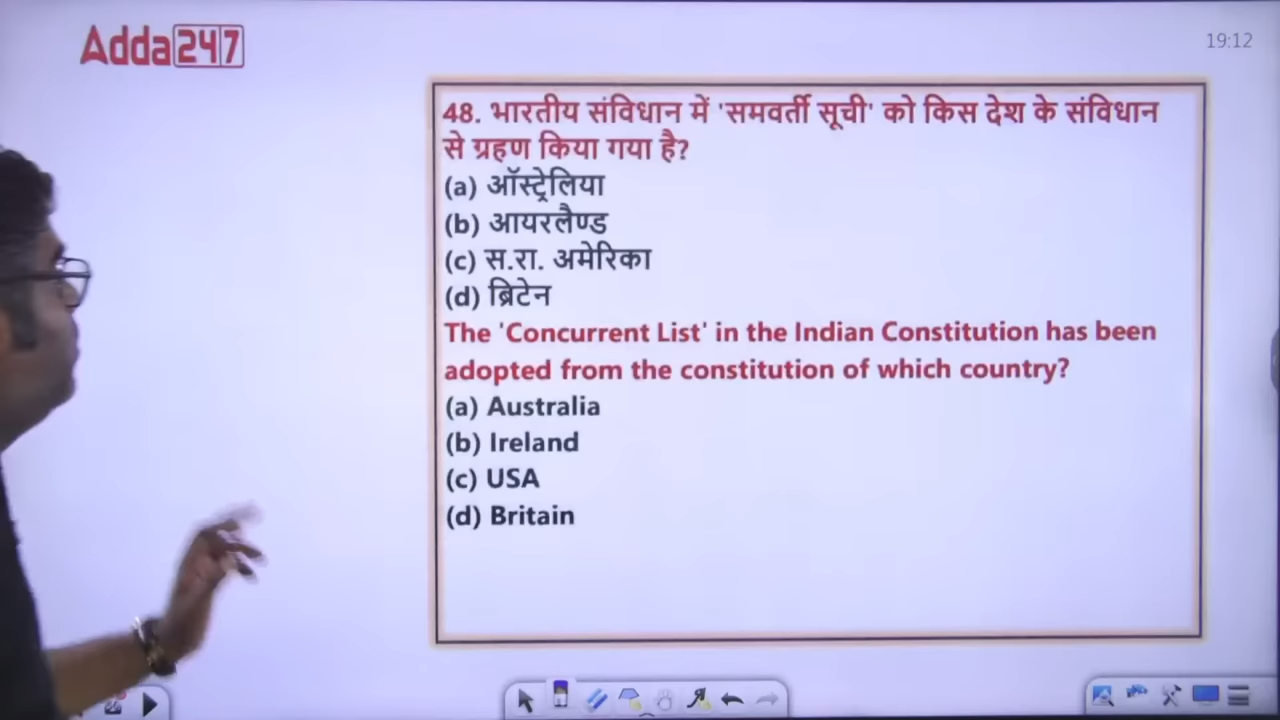 Adda247
19:12
48. भारतीय संविधान में 'समवर्ती सूची' को किस देश के संविधान
से ग्रहण किया गया है?
(a) ऑस्ट्रेलिया
(b) आयरलैण्ड
(c) स.रा. अमेरिका
(d) ब्रिटेन
The 'Concurrent List' in the Indian Constitution has been
adopted from the constitution of which country?
(a) Australia
(b) Ireland
(c) USA
(d) Britain